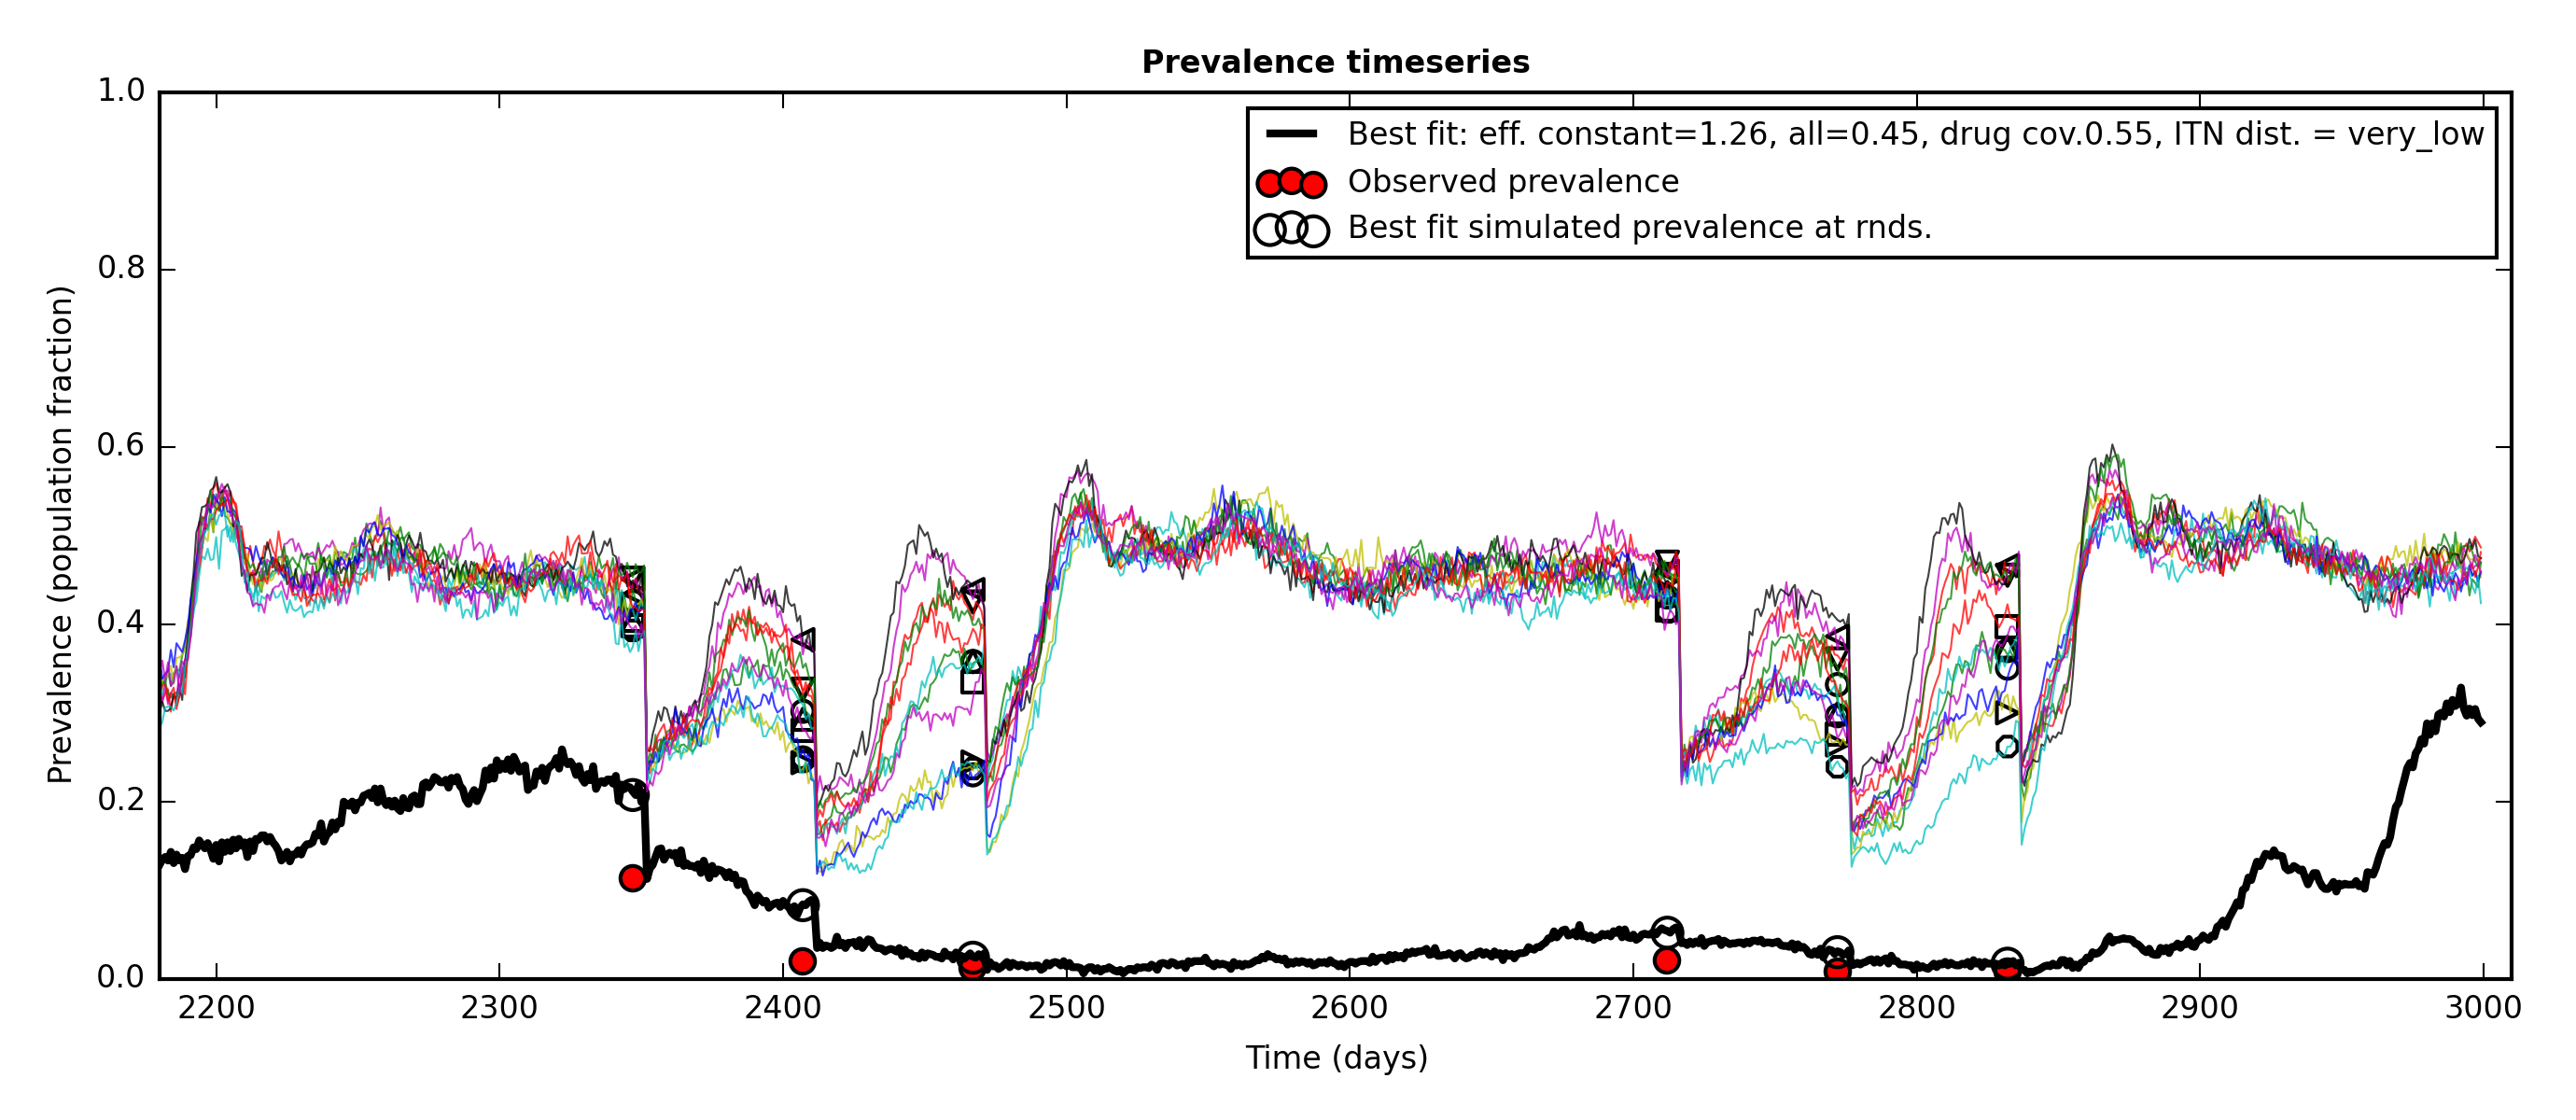 Prevalence timeseries
1.0
0.8
0.6
0.4
0.2
0.0
Prevalence (population fraction)
Best fit: eff. constant=1.26, all=0.45, drug cov.0.55, ITN dist. = very_low
Observed prevalence
Best fit simulated prevalence at rnds.
2200 2300 2400 2500 2600 2700 2800 2900 3000
Time (days)